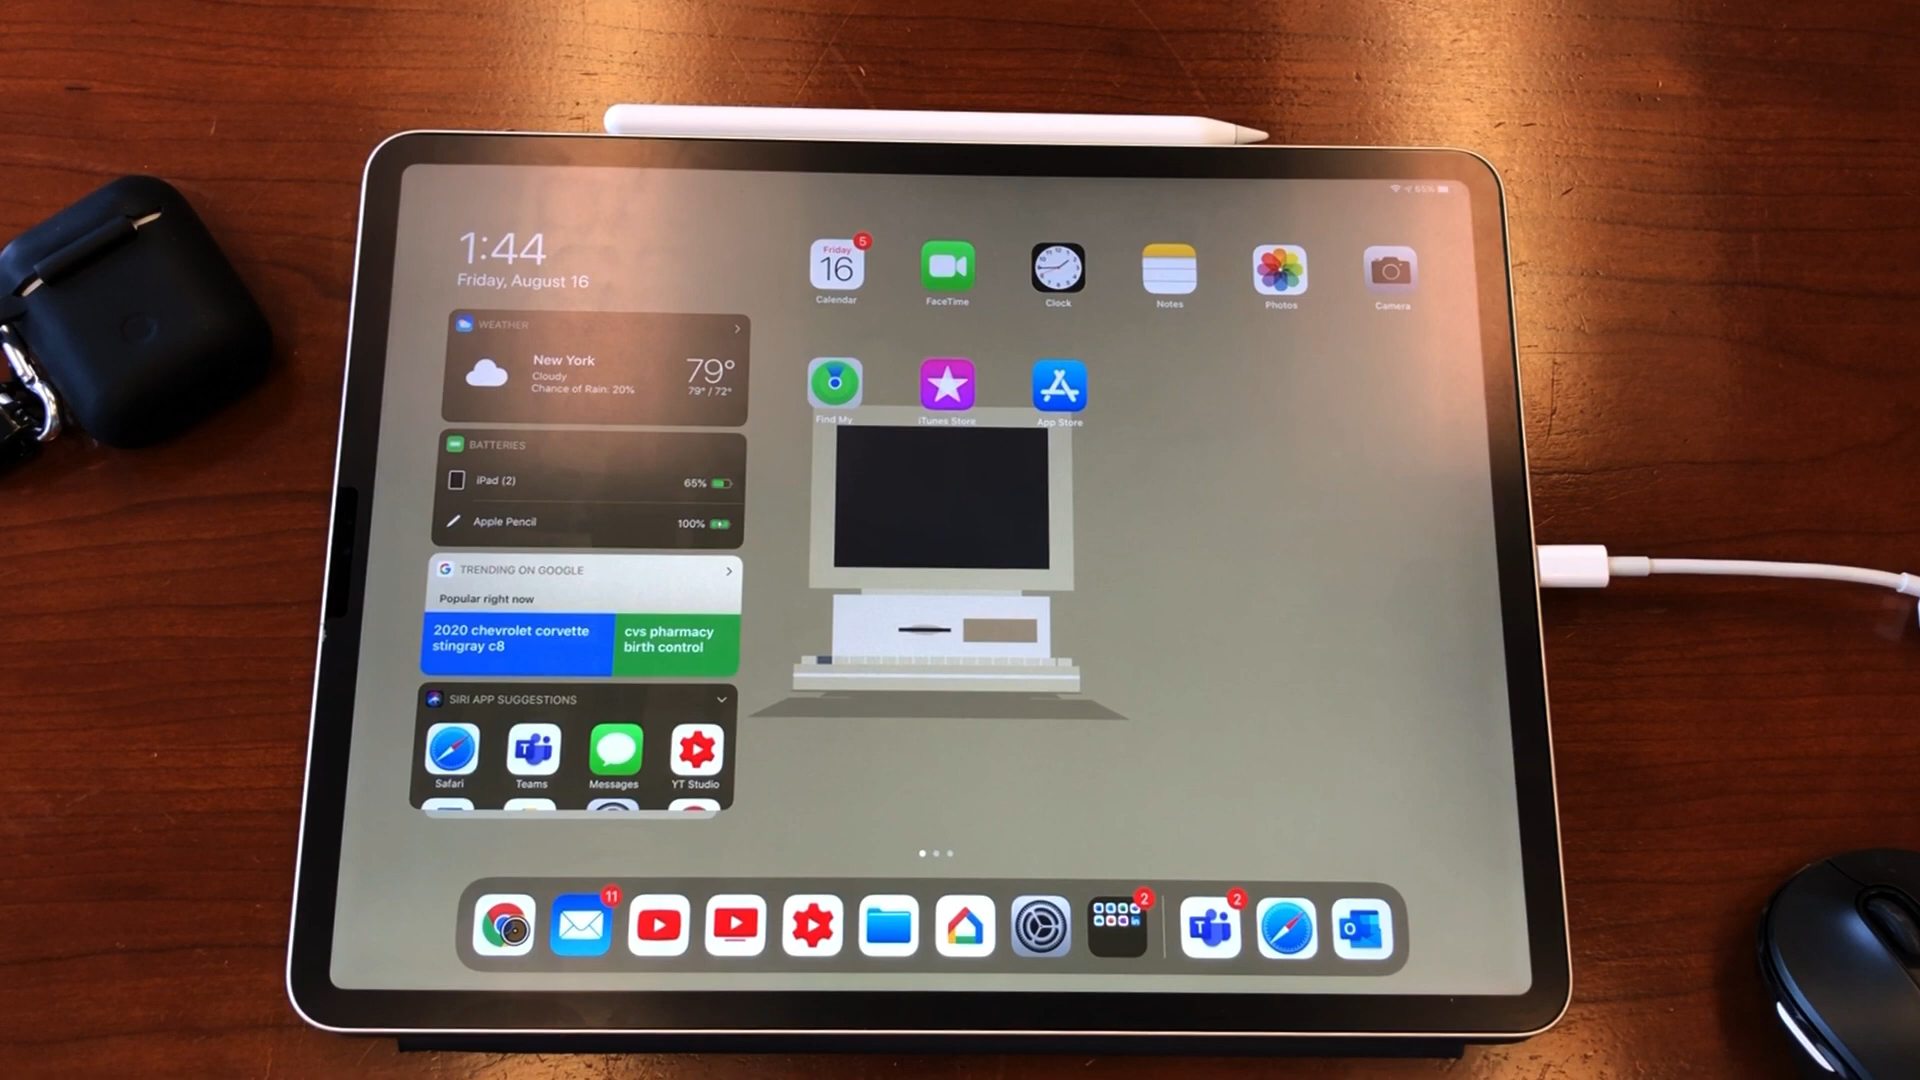 65%
1:44
Friday, August 16
WEATHER
New York
Cloudy
Chance of Rain: 20%
79°
79° / 72°
BATTERIES
iPad (2)
65%
Apple Pencil
100%
TRENDING ON GOOGLE
Popular right now
2020 chevrolet corvette
stingray c8
cvs pharmacy
birth control
SIRI APP SUGGESTIONS
Safari
Teams
Messages
YT Studio
5
Friday
16
Calendar
FaceTime
Clock
Notes
Photos
Camera
Find My
iTunes Store
App Store
11
2
2
T
O